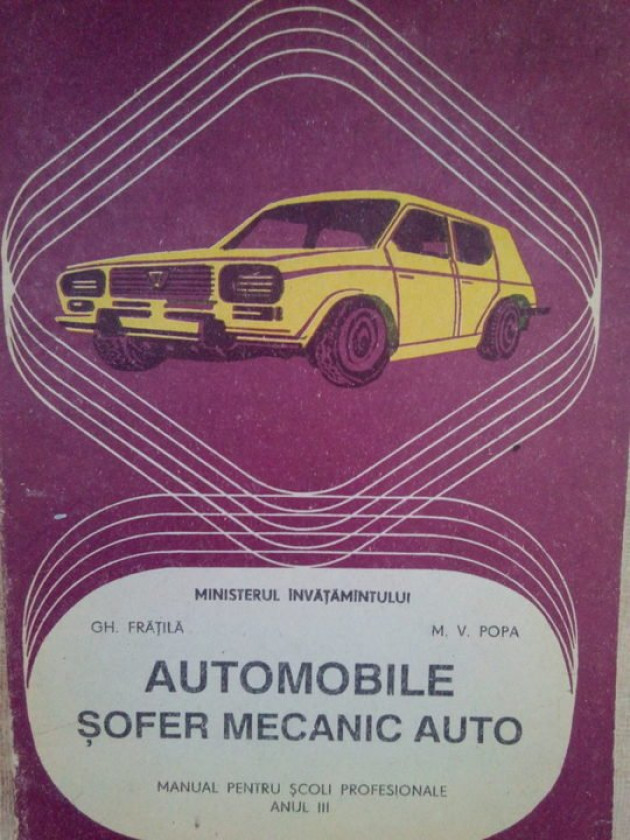 MINISTERUL ÎNVĂȚĂMÎNTULUI
GH. FRĂȚILĂ
M. V. POPA
AUTOMOBILE
ȘOFER MECANIC AUTO
MANUAL PENTRU ȘCOLI PROFESIONALE
ANUL III